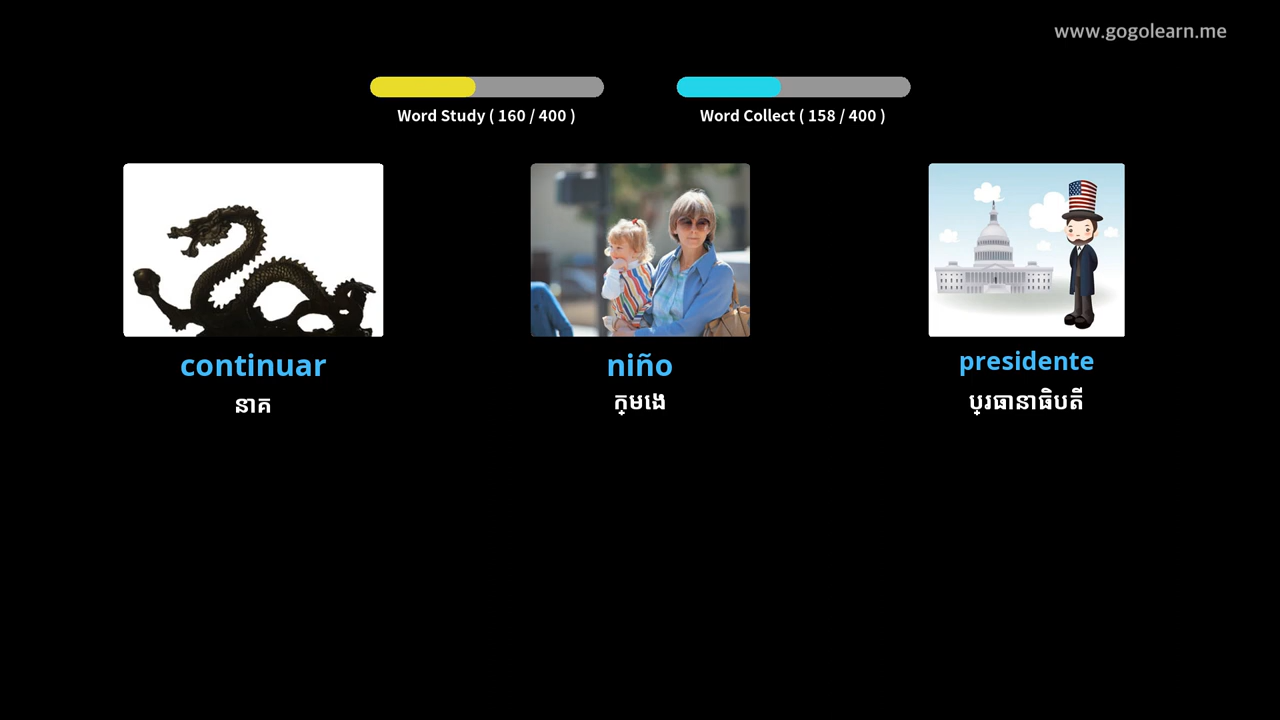 www.gogolearn.me
Word Study ( 160 / 400 )
Word Collect ( 158 / 400 )
continuar
niño
presidente
នាគ
ក្មេង
ប្រធានាធិបតី